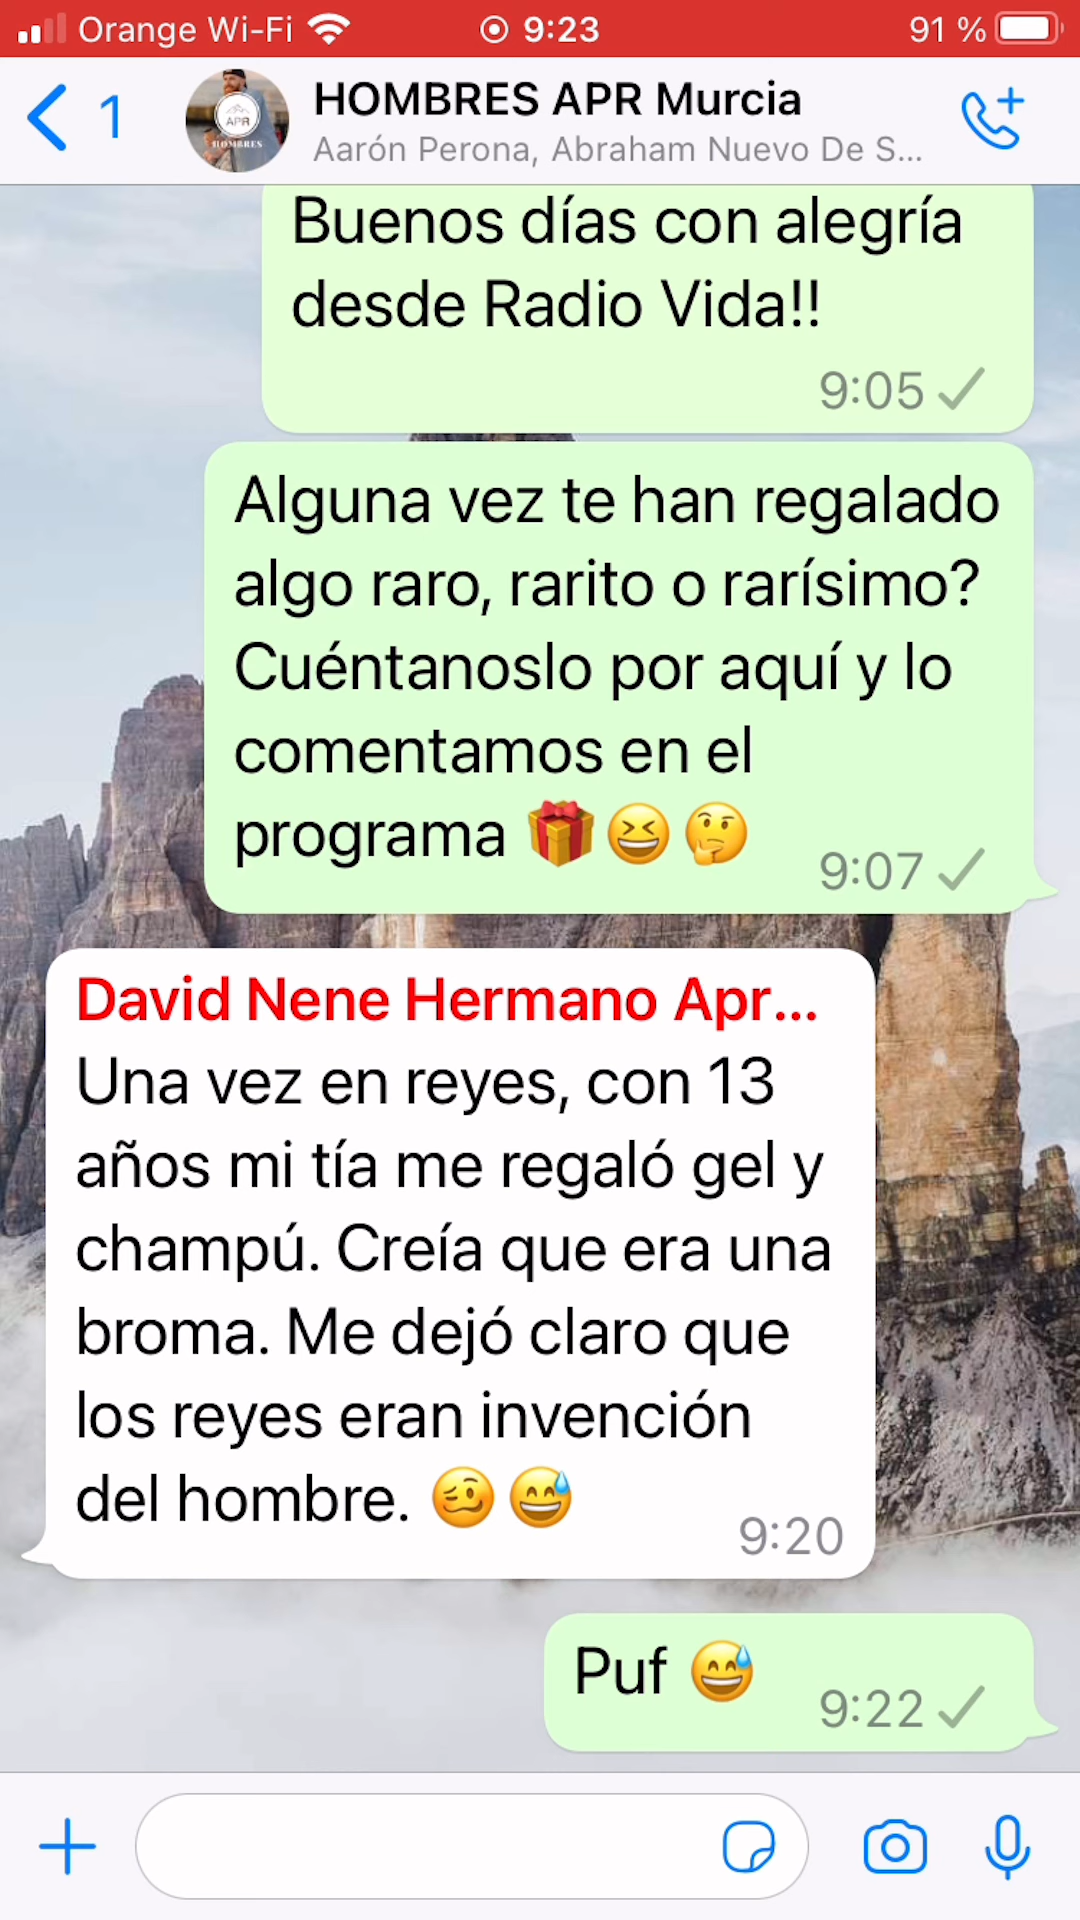 Orange Wi-Fi 9:23 91 %
1
APR
HOMBRES
HOMBRES APR Murcia
Aarón Perona, Abraham Nuevo De S...
Buenos días con alegría
desde Radio Vida!!
9:05
Alguna vez te han regalado
algo raro, rarito o rarísimo?
Cuéntanoslo por aquí y lo
comentamos en el
programa 🎁😆🤔
9:07
David Nene Hermano Apr...
Una vez en reyes, con 13
años mi tía me regaló gel y
champú. Creía que era una
broma. Me dejó claro que
los reyes eran invención
del hombre. 🥴😅
9:20
Puf 😅
9:22